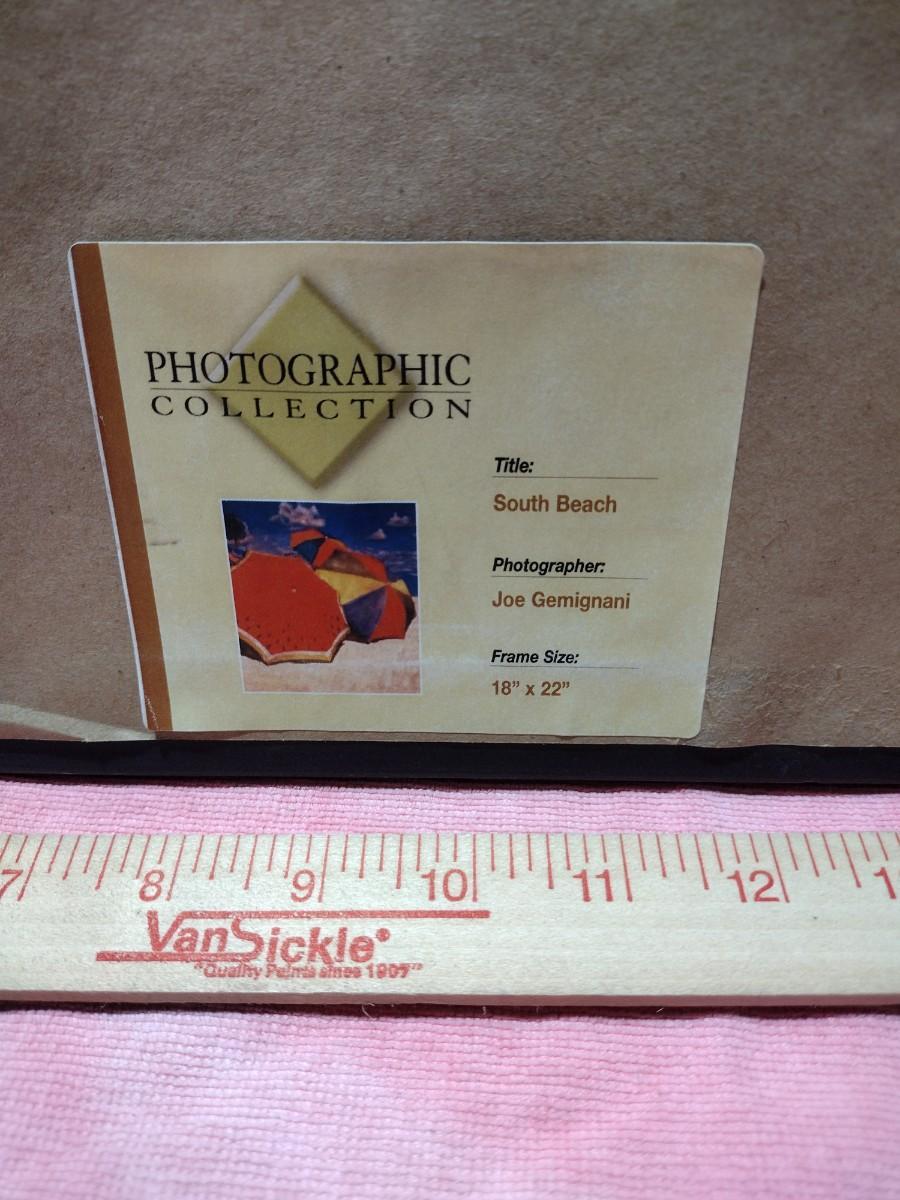 PHOTOGRAPHIC
COLLECTION
Title:
South Beach
Photographer:
Joe Gemignani
Frame Size:
18” x 22”
7 8 9 10 11 12
VanSickle
“Quality Paints since 1907”